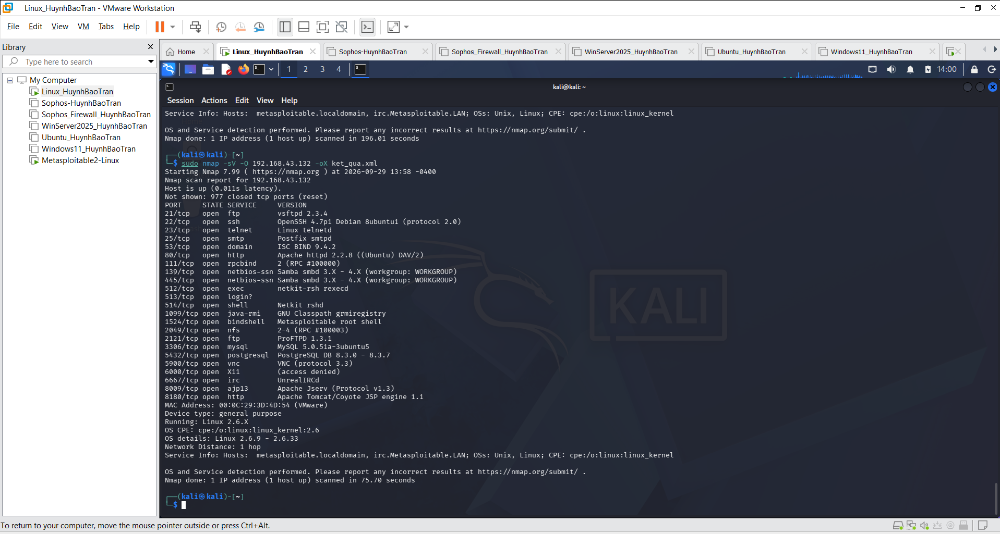 Linux_HuynhBaoTran - VMware Workstation
File Edit View VM Tabs Help
Library
Type here to search
My Computer
Linux_HuynhBaoTran
Sophos-HuynhBaoTran
Sophos_Firewall_HuynhBaoTran
WinServer2025_HuynhBaoTran
Ubuntu_HuynhBaoTran
Windows11_HuynhBaoTran
Metasploitable2-Linux
Home Linux_HuynhBaoTran Sophos-HuynhBaoTran Sophos_Firewall_HuynhBaoTran WinServer2025_HuynhBaoTran Ubuntu_HuynhBaoTran Windows11_HuynhBaoTran
1 2 3 4 14:00
kali@kali: ~
Session Actions Edit View Help
Service Info: Hosts:  metasploitable.localdomain, irc.Metasploitable.LAN; OSs: Unix, Linux; CPE: cpe:/o:linux:linux_kernel
OS and Service detection performed. Please report any incorrect results at https://nmap.org/submit/ .
Nmap done: 1 IP address (1 host up) scanned in 196.01 seconds
┌──(kali㉿kali)-[~]
└─$ sudo nmap -sV -O 192.168.43.132 -oX ket_qua.xml
Starting Nmap 7.99 ( https://nmap.org ) at 2026-09-29 13:58 -0400
Nmap scan report for 192.168.43.132
Host is up (0.011s latency).
Not shown: 977 closed tcp ports (reset)
PORT     STATE SERVICE     VERSION
21/tcp   open  ftp         vsftpd 2.3.4
22/tcp   open  ssh         OpenSSH 4.7p1 Debian 8ubuntu1 (protocol 2.0)
23/tcp   open  telnet      Linux telnetd
25/tcp   open  smtp        Postfix smtpd
53/tcp   open  domain      ISC BIND 9.4.2
80/tcp   open  http        Apache httpd 2.2.8 ((Ubuntu) DAV/2)
111/tcp  open  rpcbind     2 (RPC #100000)
139/tcp  open  netbios-ssn Samba smbd 3.X - 4.X (workgroup: WORKGROUP)
445/tcp  open  netbios-ssn Samba smbd 3.X - 4.X (workgroup: WORKGROUP)
512/tcp  open  exec        netkit-rsh rexecd
513/tcp  open  login?
514/tcp  open  shell       Netkit rshd
1099/tcp open  java-rmi    GNU Classpath grmiregistry
1524/tcp open  bindshell   Metasploitable root shell
2049/tcp open  nfs         2-4 (RPC #100003)
2121/tcp open  ftp         ProFTPD 1.3.1
3306/tcp open  mysql       MySQL 5.0.51a-3ubuntu5
5432/tcp open  postgresql  PostgreSQL DB 8.3.0 - 8.3.7
5900/tcp open  vnc         VNC (protocol 3.3)
6000/tcp open  X11         (access denied)
6667/tcp open  irc         UnrealIRCd
8009/tcp open  ajp13       Apache Jserv (Protocol v1.3)
8180/tcp open  http        Apache Tomcat/Coyote JSP engine 1.1
MAC Address: 00:0C:29:3D:4D:54 (VMware)
Device type: general purpose
Running: Linux 2.6.X
OS CPE: cpe:/o:linux:linux_kernel:2.6
OS details: Linux 2.6.9 - 2.6.33
Network Distance: 1 hop
Service Info: Hosts:  metasploitable.localdomain, irc.Metasploitable.LAN; OSs: Unix, Linux; CPE: cpe:/o:linux:linux_kernel
OS and Service detection performed. Please report any incorrect results at https://nmap.org/submit/ .
Nmap done: 1 IP address (1 host up) scanned in 75.70 seconds
┌──(kali㉿kali)-[~]
└─$
KALI
To return to your computer, move the mouse pointer outside or press Ctrl+Alt.